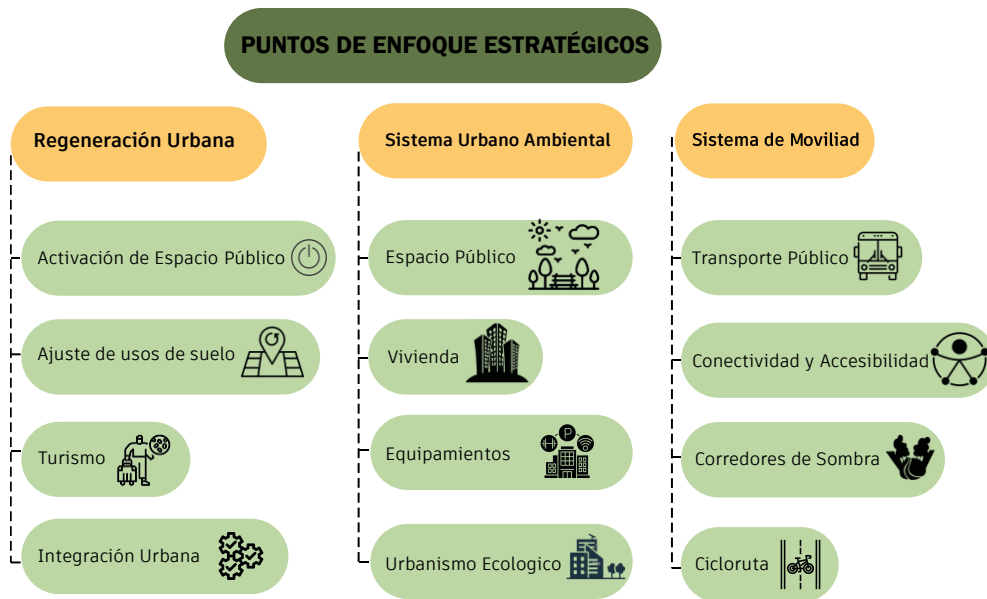 PUNTOS DE ENFOQUE ESTRATÉGICOS
Regeneración Urbana
Activación de Espacio Público
Ajuste de usos de suelo
Turismo
Integración Urbana
Sistema Urbano Ambiental
Espacio Público
Vivienda
Equipamientos
P
Urbanismo Ecologico
Sistema de Moviliad
Transporte Público
Conectividad y Accesibilidad
Corredores de Sombra
Cicloruta